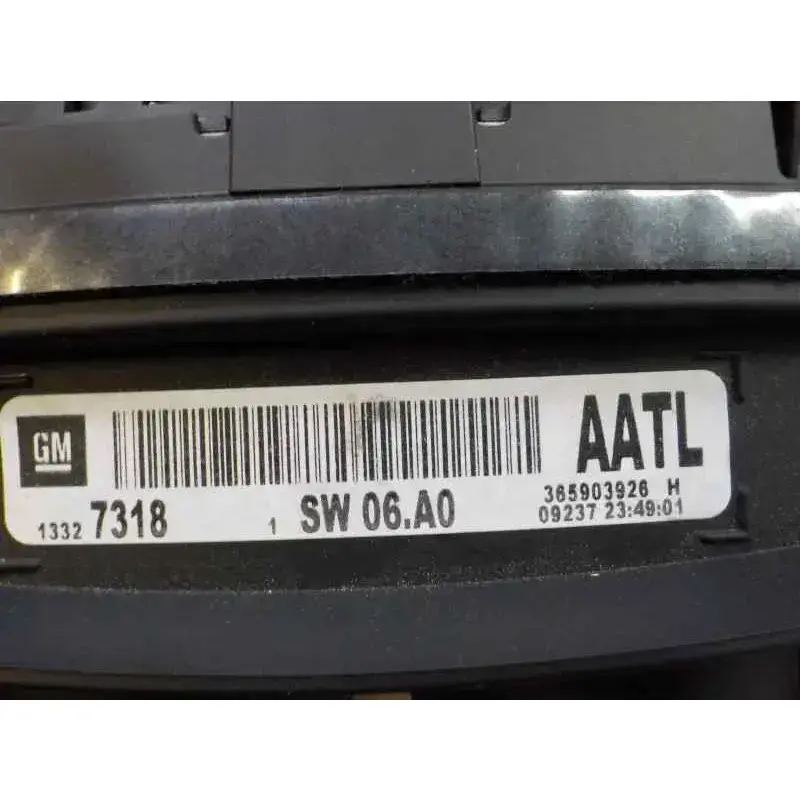 GM
AATL
365903926 H
1332 7318 1 SW 06.A0
09237 23:49:01